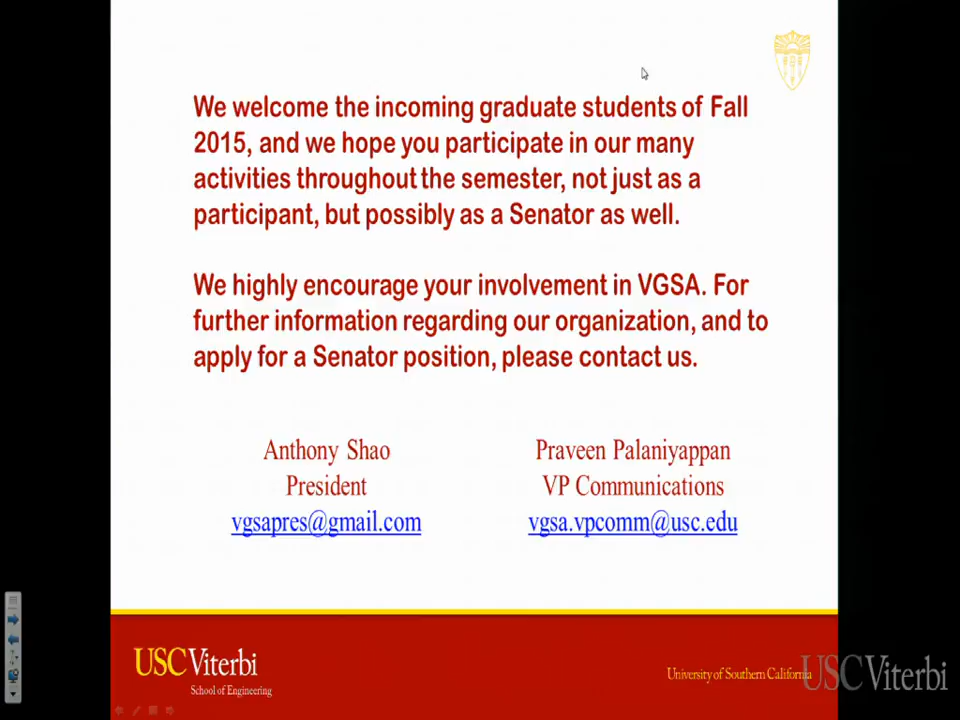 We welcome the incoming graduate students of Fall
2015, and we hope you participate in our many
activities throughout the semester, not just as a
participant, but possibly as a Senator as well.
We highly encourage your involvement in VGSA. For
further information regarding our organization, and to
apply for a Senator position, please contact us.
Anthony Shao
President
vgsapres@gmail.com
Praveen Palaniyappan
VP Communications
vgsa.vpcomm@usc.edu
USC Viterbi
School of Engineering
University of Southern California
USC Viterbi